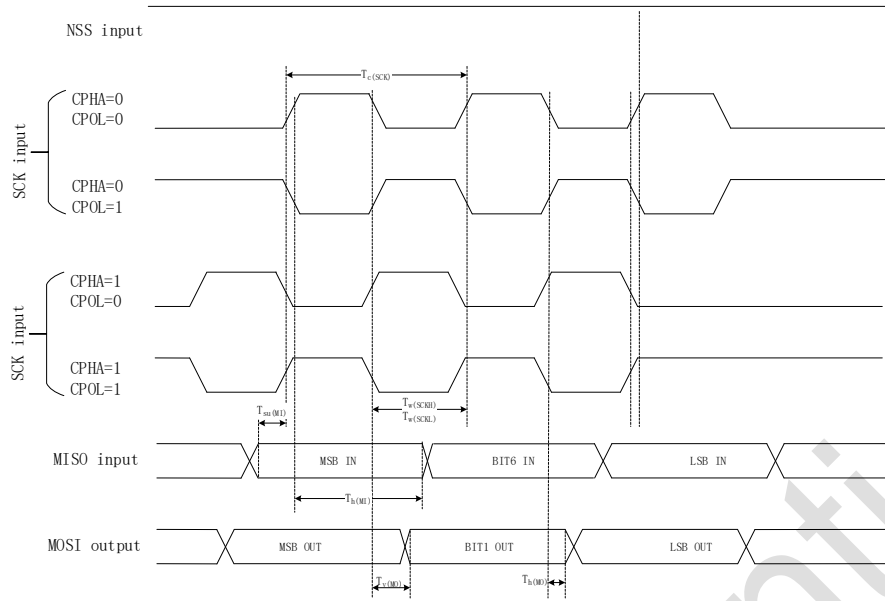 NSS input
Tc(SCK)
SCK input
CPHA=0
CPOL=0
CPHA=0
CPOL=1
SCK input
CPHA=1
CPOL=0
CPHA=1
CPOL=1
Tsu(MI)
Tw(SCKH)
Tw(SCKL)
MISO input
MSB IN
BIT6 IN
LSB IN
Th(MI)
MOSI output
MSB OUT
BIT1 OUT
LSB OUT
Tv(MO)
Th(MO)